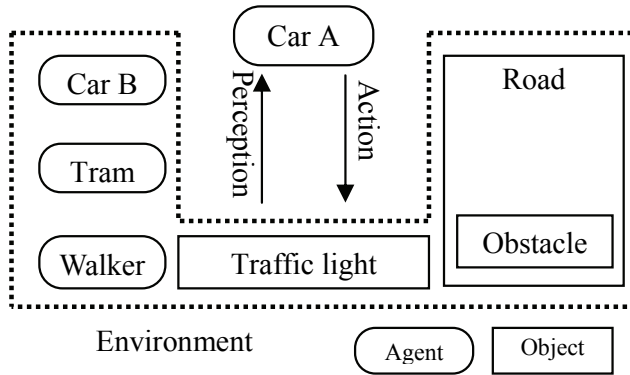 Car A
Car B
Perception
Action
Road
Tram
Obstacle
Walker
Traffic light
Environment
Agent
Object